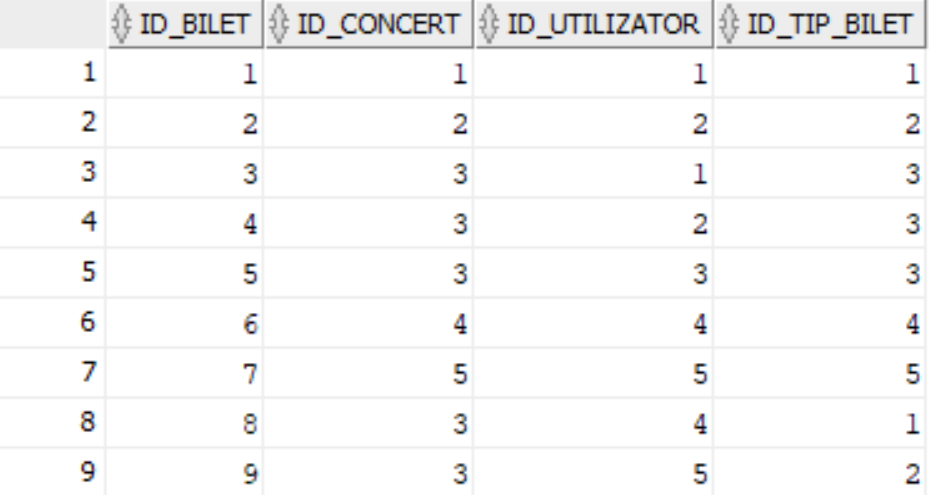 ID_BILET ID_CONCERT ID_UTILIZATOR ID_TIP_BILET
1 1 1 1 1
2 2 2 2 2
3 3 3 1 3
4 4 3 2 3
5 5 3 3 3
6 6 4 4 4
7 7 5 5 5
8 8 3 4 1
9 9 3 5 2